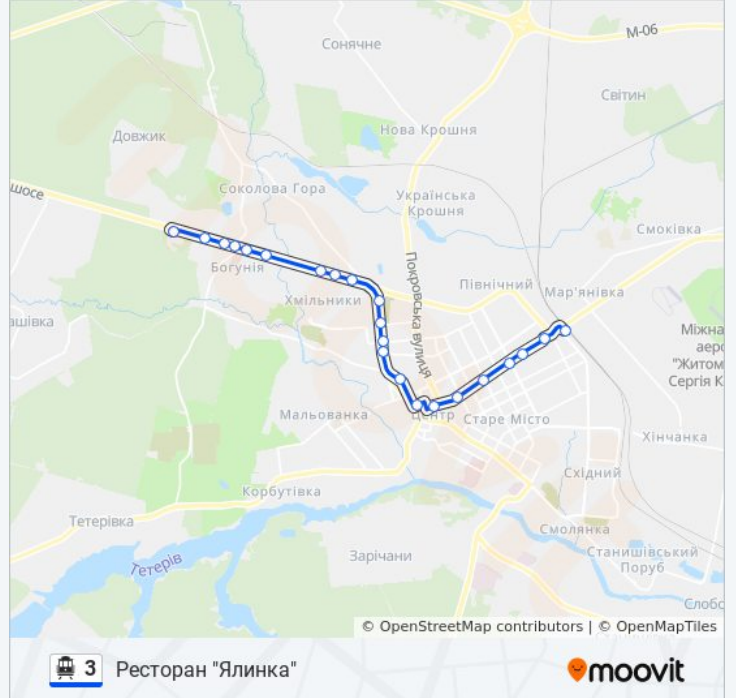 М-06
Сонячне
Світин
Нова Крошня
Довжик
Соколова Гора
шосе
Українська
Крошня
Смоківка
Богунія
Покровська вулиця
Північний
Мар'янівка
Хмільники
ашівка
Міжна
аеро
"Житом
Сергія К
Мальованка
Центр
Старе Місто
Хінчанка
Східний
Корбутівка
Тетерівка
Смолянка
Зарічани
Станишівський
Поруб
Тетерів
Слобо
© OpenStreetMap contributors | © OpenMapTiles
3 Ресторан "Ялинка"
moovit